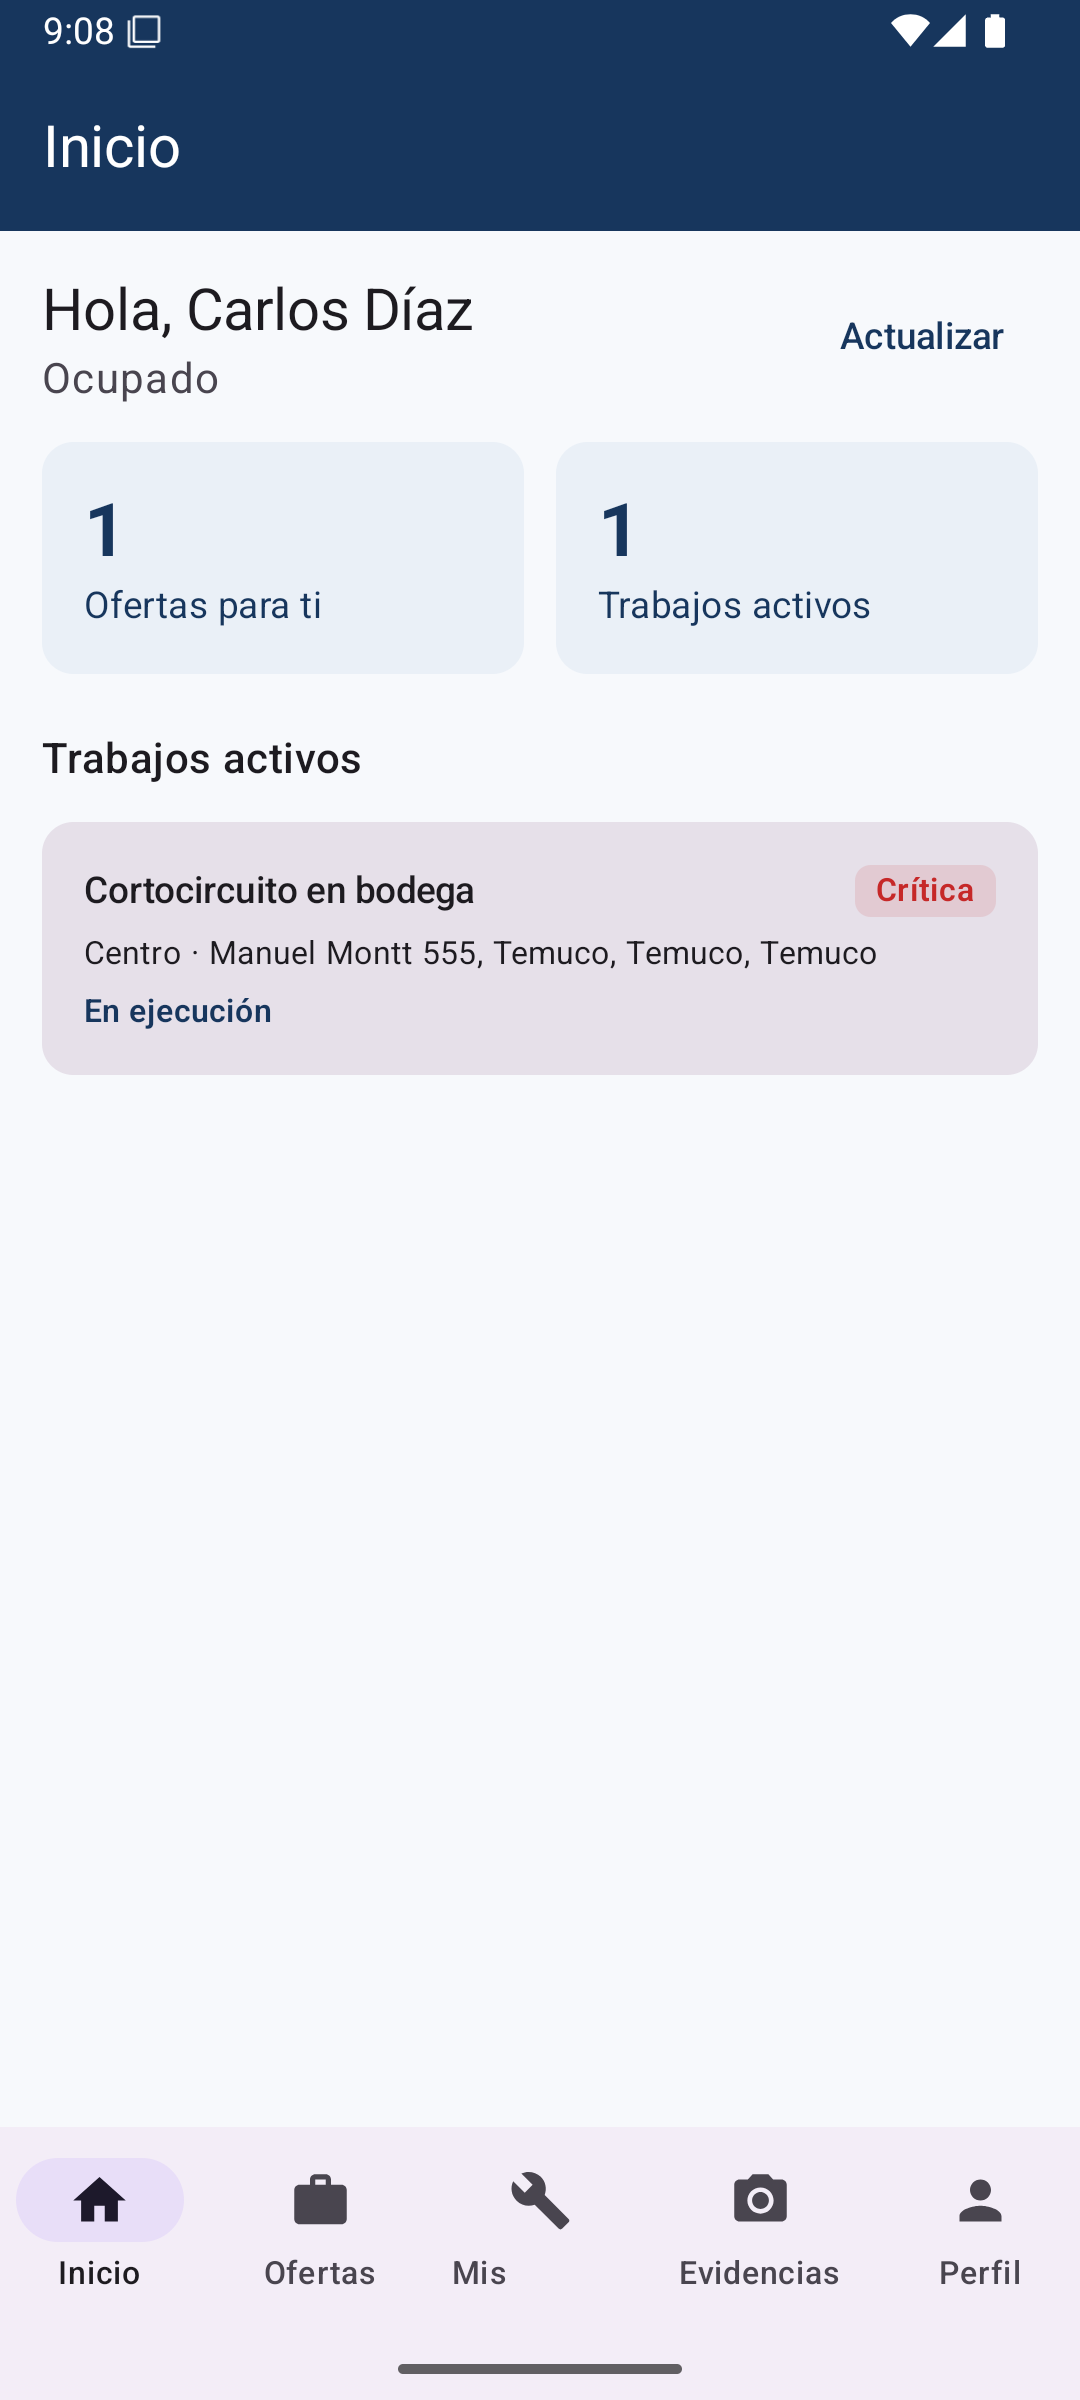 9:08
Inicio
Hola, Carlos Díaz
Ocupado
Actualizar
1
Ofertas para ti
1
Trabajos activos
Trabajos activos
Cortocircuito en bodega
Crítica
Centro · Manuel Montt 555, Temuco, Temuco, Temuco
En ejecución
Inicio
Ofertas
Mis
Evidencias
Perfil